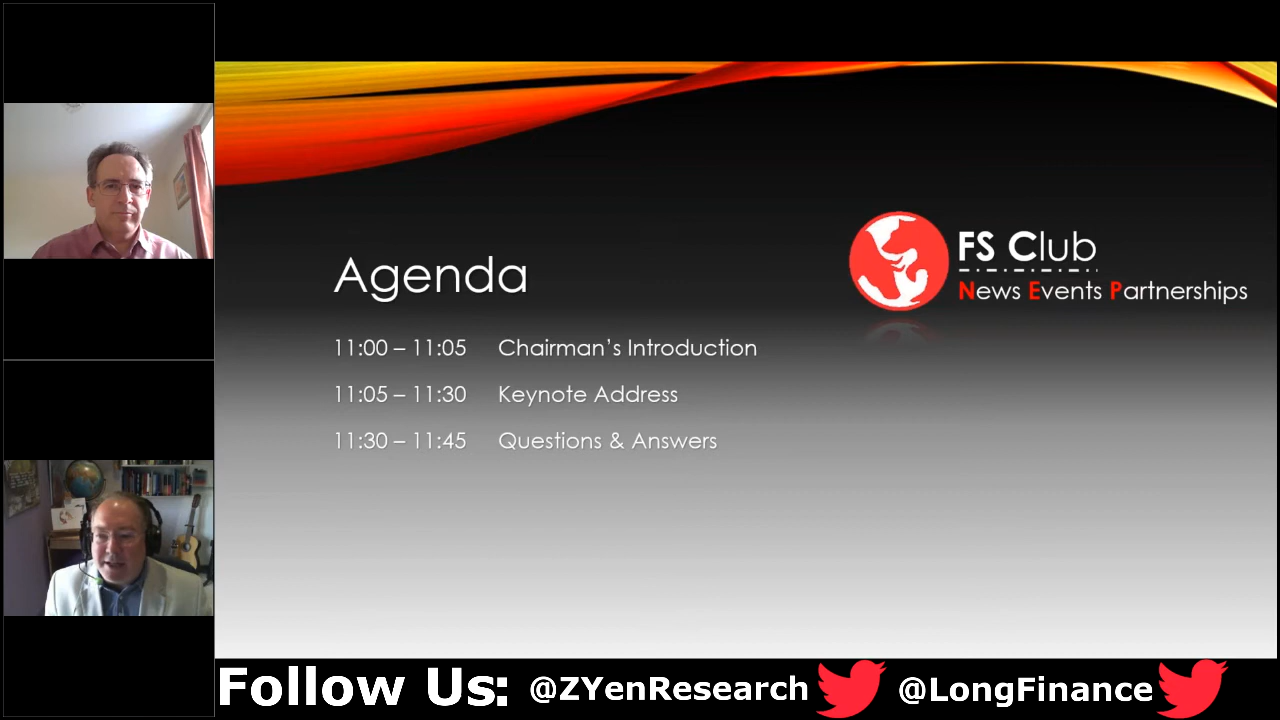 Agenda
11:00 – 11:05 Chairman’s Introduction
11:05 – 11:30 Keynote Address
11:30 – 11:45 Questions & Answers
FS Club
News Events Partnerships
Follow Us: @ZYenResearch @LongFinance